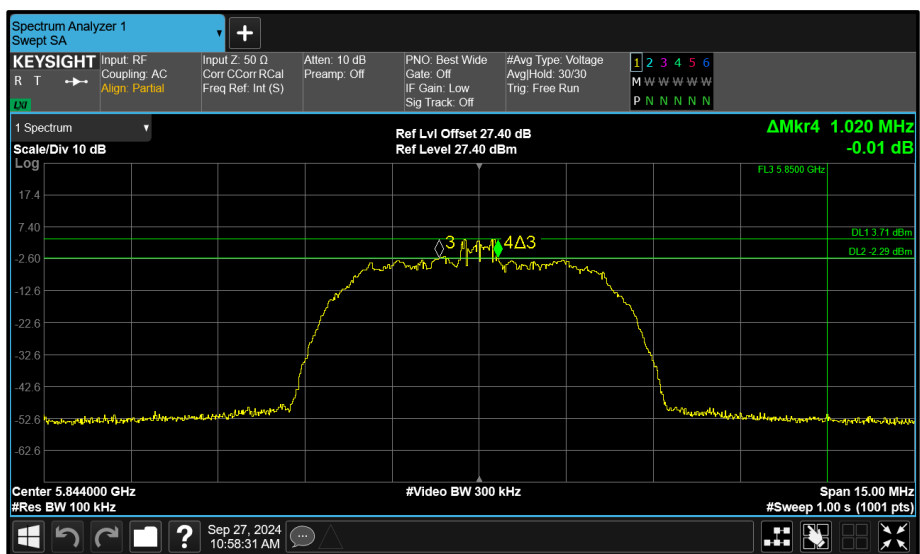 Spectrum Analyzer 1
Swept SA
+
KEYSIGHT
R T
LXI
Input: RF
Coupling: AC
Align: Partial
Input Z: 50 Ω
Corr CCorr RCal
Freq Ref: Int (S)
Atten: 10 dB
Preamp: Off
PNO: Best Wide
Gate: Off
IF Gain: Low
Sig Track: Off
#Avg Type: Voltage
Avg|Hold: 30/30
Trig: Free Run
1 2 3 4 5 6
M W W W W W
P N N N N N
1 Spectrum
Scale/Div 10 dB
Log
Ref Lvl Offset 27.40 dB
Ref Level 27.40 dBm
ΔMkr4 1.020 MHz
-0.01 dB
FL3 5.8500 GHz
17.4
7.40
-2.60
-12.6
-22.6
-32.6
-42.6
-52.6
-62.6
3
1
4Δ3
DL1 3.71 dBm
DL2 -2.29 dBm
Center 5.844000 GHz
#Res BW 100 kHz
#Video BW 300 kHz
Span 15.00 MHz
#Sweep 1.00 s (1001 pts)
?
Sep 27, 2024
10:58:31 AM